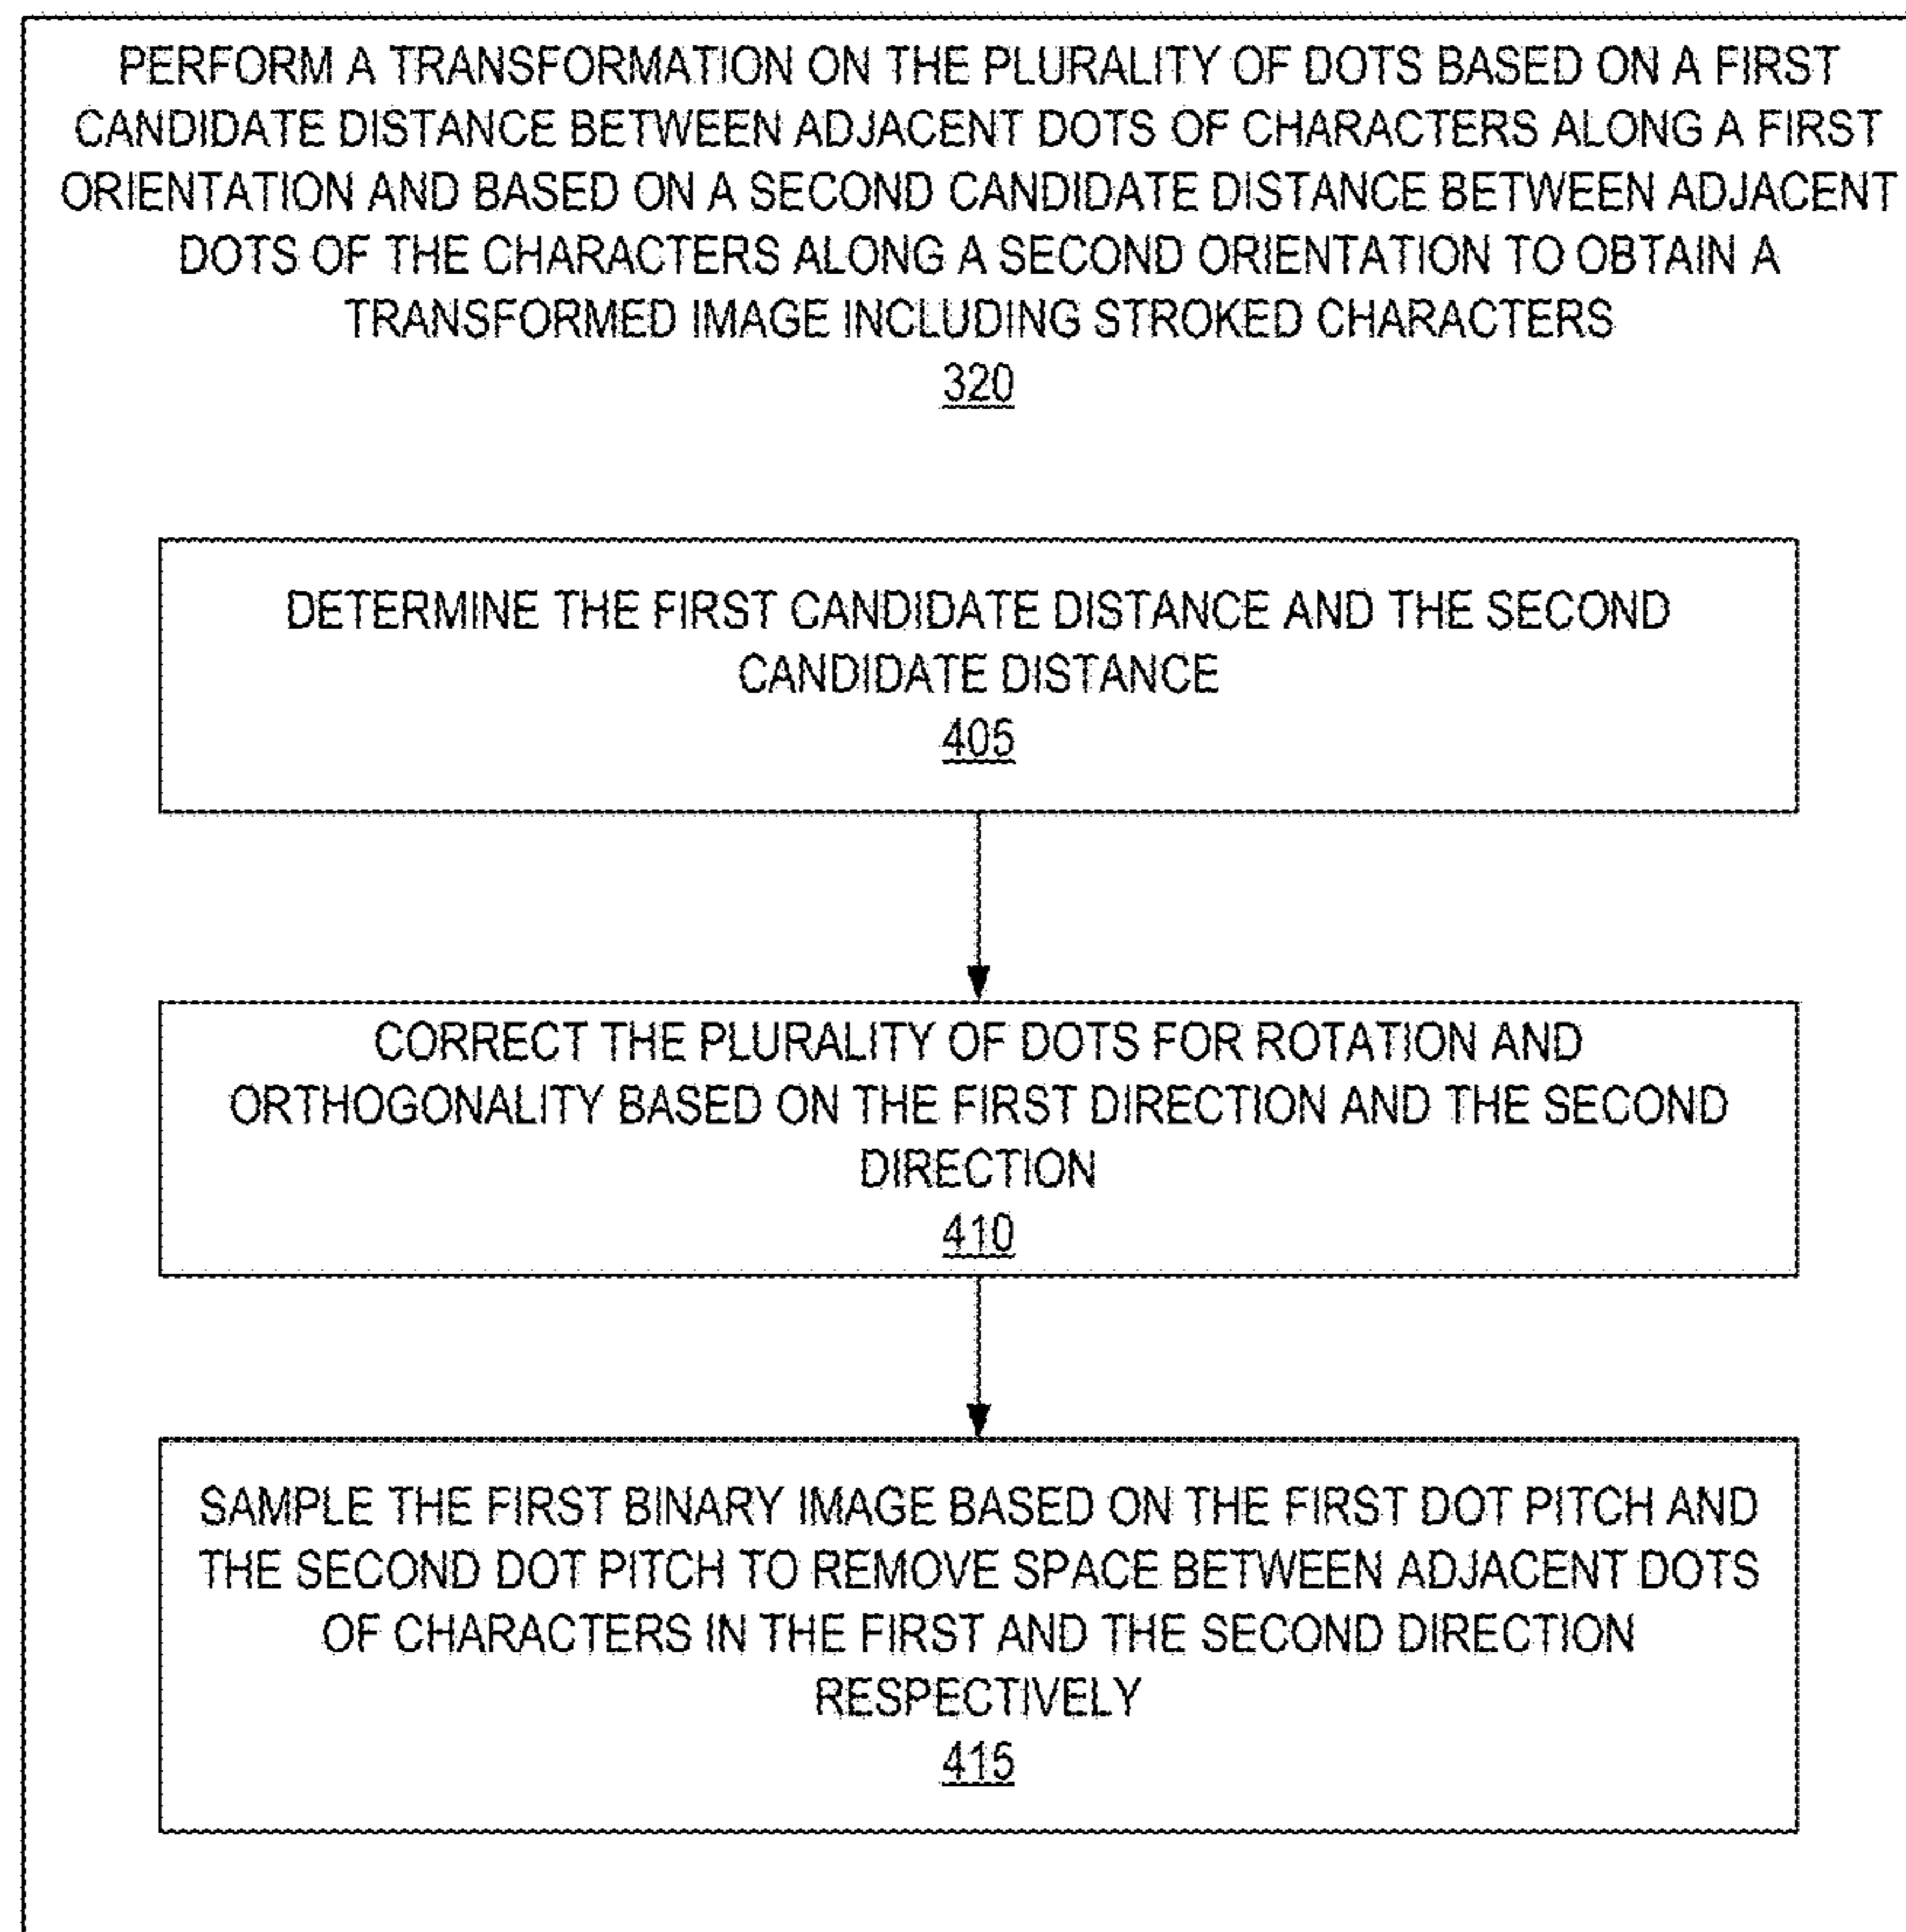 PERFORM A TRANSFORMATION ON THE PLURALITY OF DOTS BASED ON A FIRST
CANDIDATE DISTANCE BETWEEN ADJACENT DOTS OF CHARACTERS ALONG A FIRST
ORIENTATION AND BASED ON A SECOND CANDIDATE DISTANCE BETWEEN ADJACENT
DOTS OF THE CHARACTERS ALONG A SECOND ORIENTATION TO OBTAIN A
TRANSFORMED IMAGE INCLUDING STROKED CHARACTERS
320
DETERMINE THE FIRST CANDIDATE DISTANCE AND THE SECOND
CANDIDATE DISTANCE
405
CORRECT THE PLURALITY OF DOTS FOR ROTATION AND
ORTHOGONALITY BASED ON THE FIRST DIRECTION AND THE SECOND
DIRECTION
410
SAMPLE THE FIRST BINARY IMAGE BASED ON THE FIRST DOT PITCH AND
THE SECOND DOT PITCH TO REMOVE SPACE BETWEEN ADJACENT DOTS
OF CHARACTERS IN THE FIRST AND THE SECOND DIRECTION
RESPECTIVELY
415